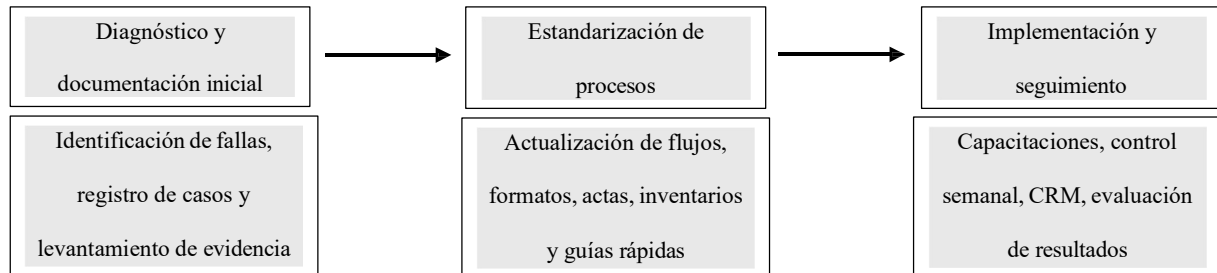 Diagnóstico y
documentación inicial
Estandarización de
procesos
Implementación y
seguimiento
Identificación de fallas,
registro de casos y
levantamiento de evidencia
Actualización de flujos,
formatos, actas, inventarios
y guías rápidas
Capacitaciones, control
semanal, CRM, evaluación
de resultados